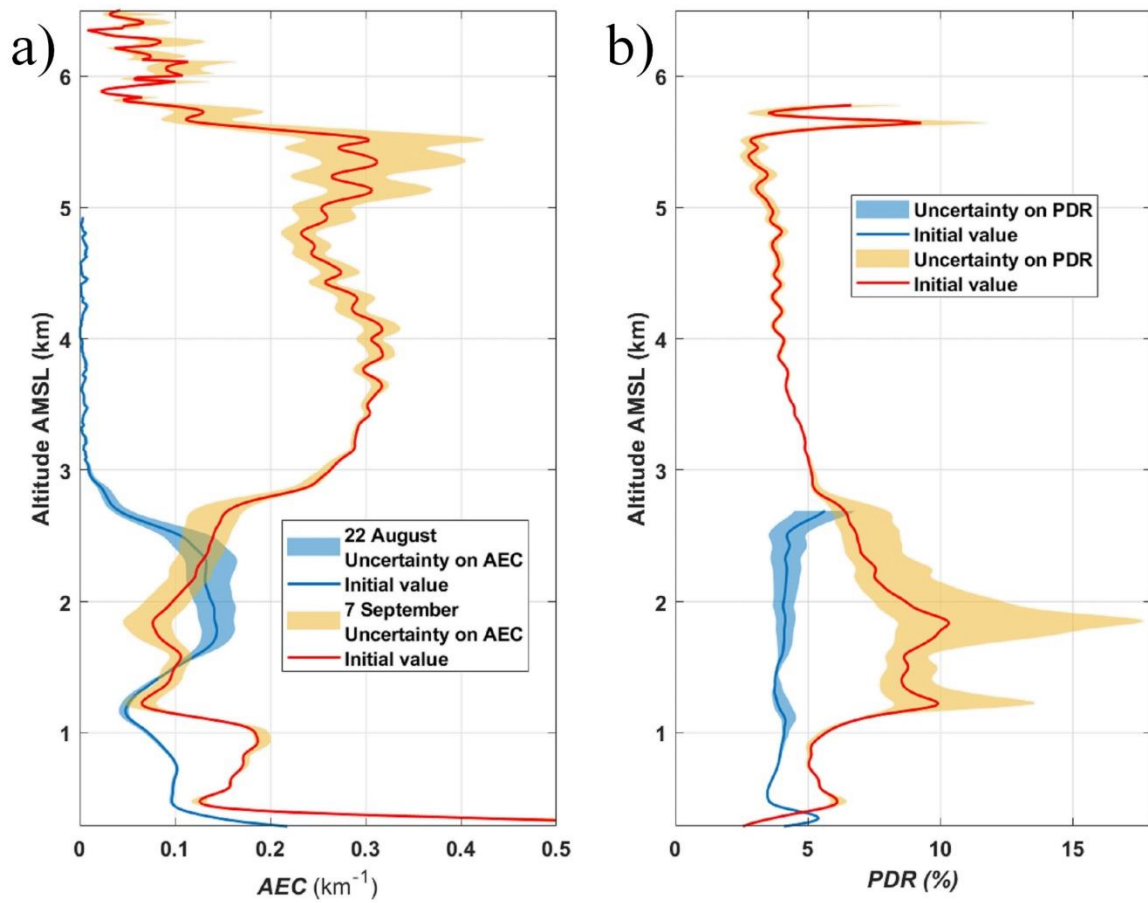 a)
6
5
4
3
2
1
Altitude AMSL (km)
22 August
Uncertainty on AEC
Initial value
7 September
Uncertainty on AEC
Initial value
0
0.1
0.2
0.3
0.4
0.5
AEC (km⁻¹)
b)
6
5
4
3
2
1
Altitude AMSL (km)
Uncertainty on PDR
Initial value
Uncertainty on PDR
Initial value
0
5
10
15
PDR (%)